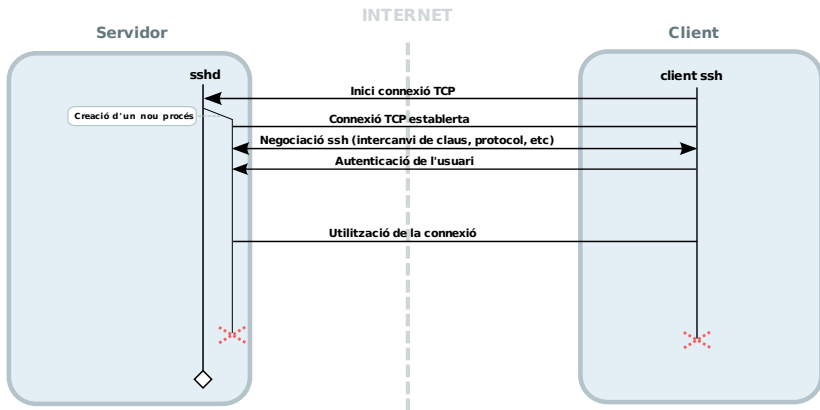 INTERNET
Servidor
Client
sshd
client ssh
Inici connexió TCP
Creació d'un nou procés
Connexió TCP establerta
Negociació ssh (intercanvi de claus, protocol, etc)
Autenticació de l'usuari
Utilització de la connexió